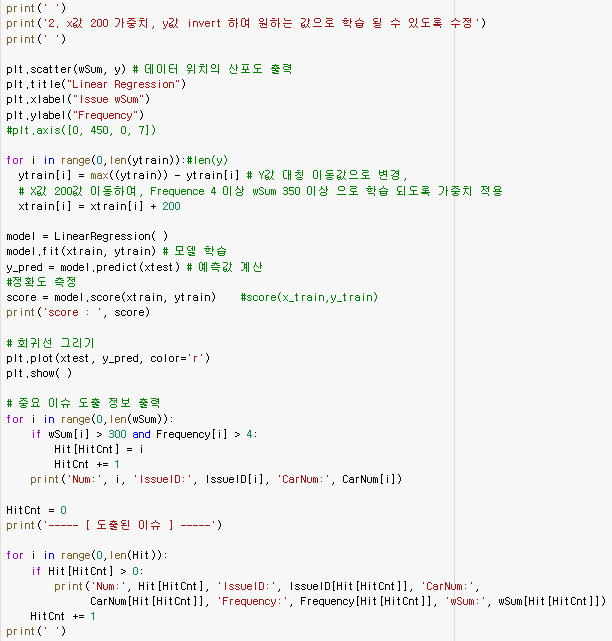 print(' ')
print('2. x값 200 가중치, y값 invert 하여 원하는 값으로 학습 될 수 있도록 수정')
print(' ')
plt.scatter(wSum, y) # 데이터 위치의 산포도 출력
plt.title("Linear Regression")
plt.xlabel("Issue wSum")
plt.ylabel("Frequency")
#plt.axis([0, 450, 0, 7])
for i in range(0,len(ytrain)):#len(y)
ytrain[i] = max((ytrain)) - ytrain[i] # Y값 대칭 이동값으로 변경,
# X값 200값 이동하여, Frequence 4 이상 wSum 350 이상 으로 학습 되도록 가중치 적용
xtrain[i] = xtrain[i] + 200
model = LinearRegression( )
model.fit(xtrain, ytrain) # 모델 학습
y_pred = model.predict(xtest) # 예측값 계산
#정확도 측정
score = model.score(xtrain, ytrain) #score(x_train,y_train)
print('score : ', score)
# 회귀선 그리기
plt.plot(xtest, y_pred, color='r')
plt.show( )
# 중요 이슈 도출 정보 출력
for i in range(0,len(wSum)):
if wSum[i] > 300 and Frequency[i] > 4:
Hit[HitCnt] = i
HitCnt += 1
print('Num:', i, 'IssueID:', IssueID[i], 'CarNum:', CarNum[i])
HitCnt = 0
print('----- [ 도출된 이슈 ] -----')
for i in range(0,len(Hit)):
if Hit[HitCnt] > 0:
print('Num:', Hit[HitCnt], 'IssueID:', IssueID[Hit[HitCnt]], 'CarNum:',
CarNum[Hit[HitCnt]], 'Frequency:', Frequency[Hit[HitCnt]], 'wSum:', wSum[Hit[HitCnt]])
HitCnt += 1
print(' ')